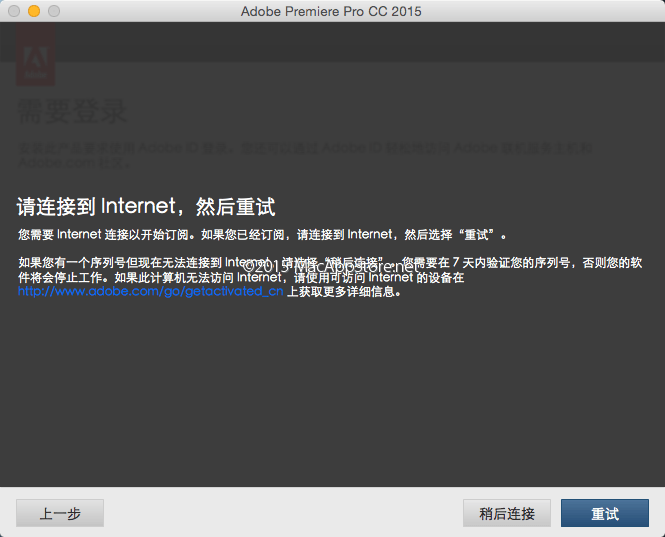 Adobe Premiere Pro CC 2015
需要登录
请连接到 Internet，然后重试
您需要 Internet 连接以开始订阅。如果您已经订阅，请连接到 Internet，然后选择“重试”。
如果您有一个序列号但现在无法连接到 Internet，请选择“稍后连接”。您需要在 7 天内验证您的序列号，否则您的软
©2015 MacAppstore.net
件将会停止工作。如果此计算机无法访问 Internet，请使用可访问 Internet 的设备在
http://www.adobe.com/go/getactivated_cn 上获取更多详细信息。
上一步
稍后连接
重试